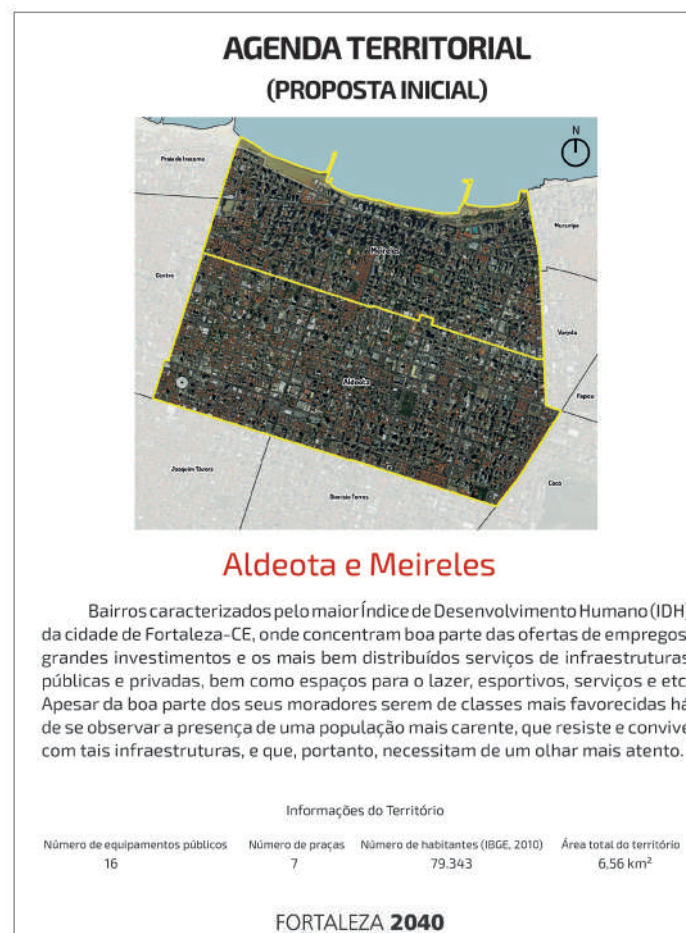 AGENDA TERRITORIAL
(PROPOSTA INICIAL)
N
Praia de Iracema
Mucuripe
Meireles
Centro
Varjota
Aldeota
Papicu
Joaquim Távora
Cocó
Dionísio Torres
Aldeota e Meireles
Bairros caracterizados pelo maior Índice de Desenvolvimento Humano (IDH)
da cidade de Fortaleza-CE, onde concentram boa parte das ofertas de empregos,
grandes investimentos e os mais bem distribuídos serviços de infraestruturas
públicas e privadas, bem como espaços para o lazer, esportivos, serviços e etc.
Apesar da boa parte dos seus moradores serem de classes mais favorecidas há
de se observar a presença de uma população mais carente, que resiste e convive
com tais infraestruturas, e que, portanto, necessitam de um olhar mais atento.
Informações do Território
Número de equipamentos públicos Número de praças Número de habitantes (IBGE, 2010) Área total do território
16 7 79.343 6,56 km²
FORTALEZA 2040